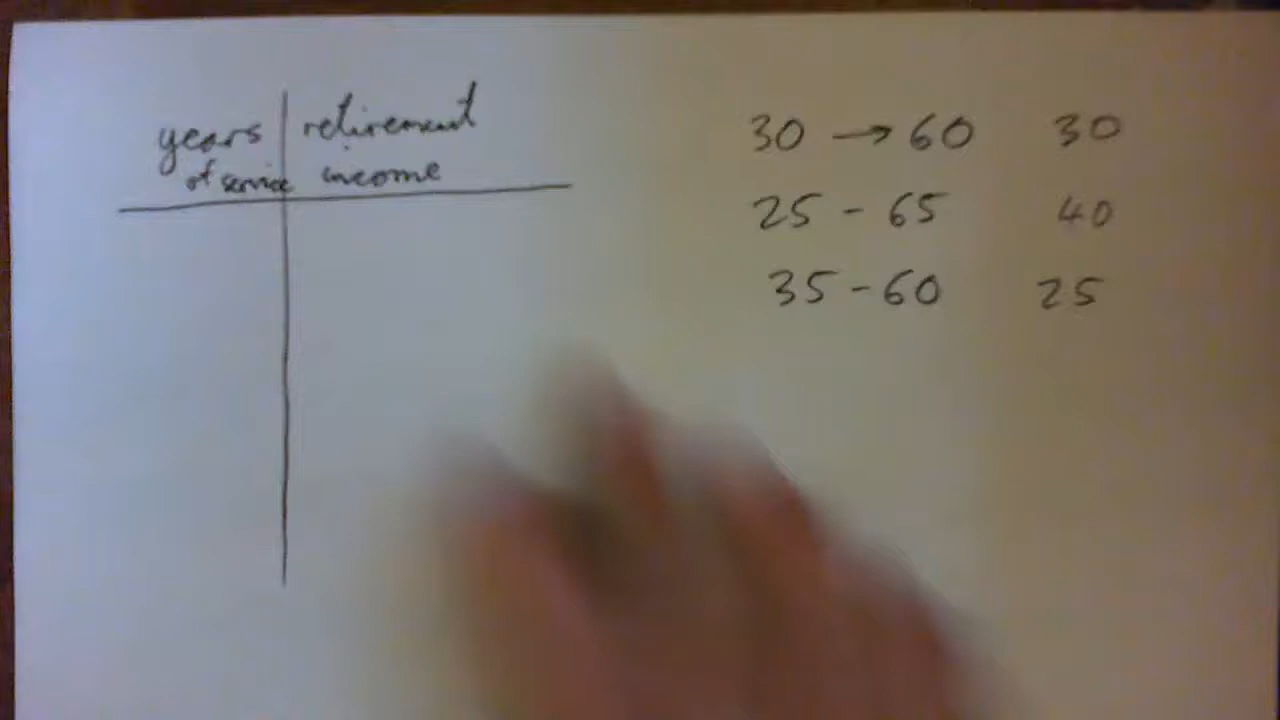 years retirement
of service income
30 → 60 30
25 - 65 40
35 - 60 25